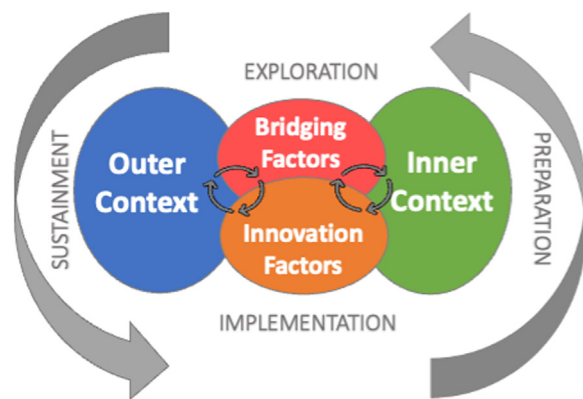 EXPLORATION
Bridging
Factors
Outer
Context
Inner
Context
Innovation
Factors
SUSTAINMENT
PREPARATION
IMPLEMENTATION